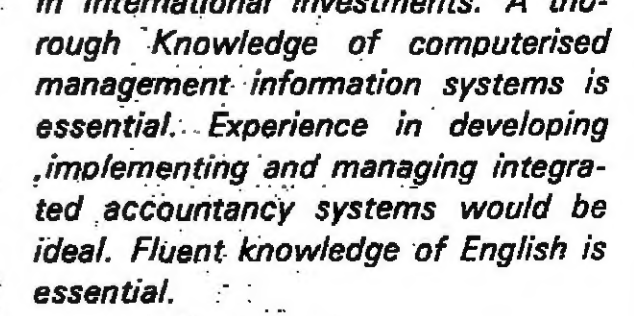 in international investments. A tho-
rough Knowledge of computerised
management information systems is
essential. Experience in developing
,implementing and managing integra-
ted accountancy systems would be
ideal. Fluent knowledge of English is
essential.